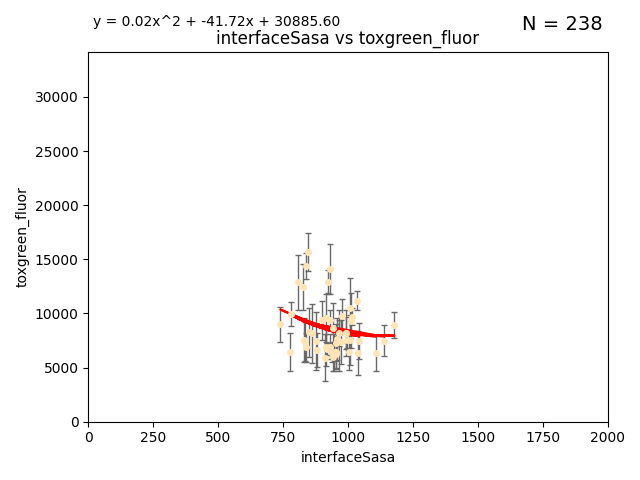 y = 0.02x^2 + -41.72x + 30885.60
N = 238
interfaceSasa vs toxgreen_fluor
30000
25000
20000
15000
10000
5000
0
toxgreen_fluor
0 250 500 750 1000 1250 1500 1750 2000
interfaceSasa